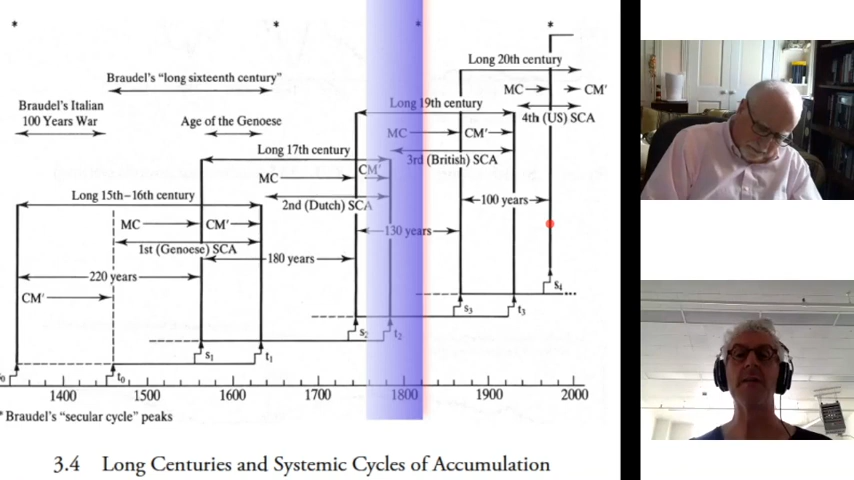 * * * *
Long 20th century
Braudel's "long sixteenth century"
MC CM'
Braudel's Italian
100 Years War
Long 19th century
Age of the Genoese
4th (US) SCA
MC CM'
Long 17th century
3rd (British) SCA
CM'
MC
Long 15th–16th century
100 years
2nd (Dutch) SCA
MC CM'
130 years
1st (Genoese) SCA
180 years
220 years
CM'
S4
S3 t3
S2 t2
S1 t1
t0
1400 1500 1600 1700 1800 1900 2000
* Braudel's "secular cycle" peaks
3.4 Long Centuries and Systemic Cycles of Accumulation